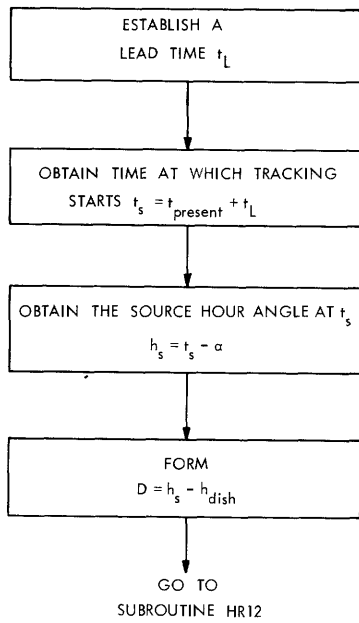 ESTABLISH A
LEAD TIME t_L
OBTAIN TIME AT WHICH TRACKING
STARTS t_s = t_present + t_L
OBTAIN THE SOURCE HOUR ANGLE AT t_s
h_s = t_s - α
FORM
D = h_s - h_dish
GO TO
SUBROUTINE HR12